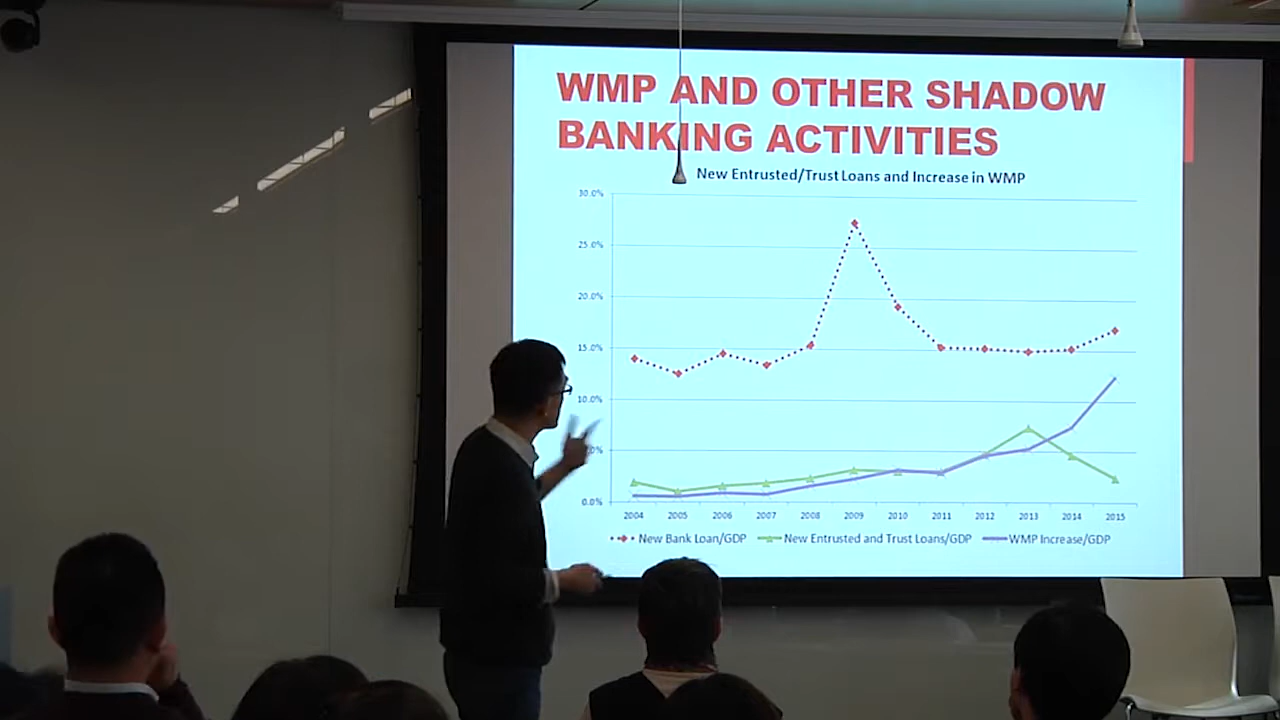 WMP AND OTHER SHADOW
BANKING ACTIVITIES
New Entrusted/Trust Loans and Increase in WMP
30.0%
25.0%
20.0%
15.0%
10.0%
0.0%
2004 2005 2006 2007 2008 2009 2010 2011 2012 2013 2014 2015
New Bank Loan/GDP New Entrusted and Trust Loans/GDP WMP Increase/GDP